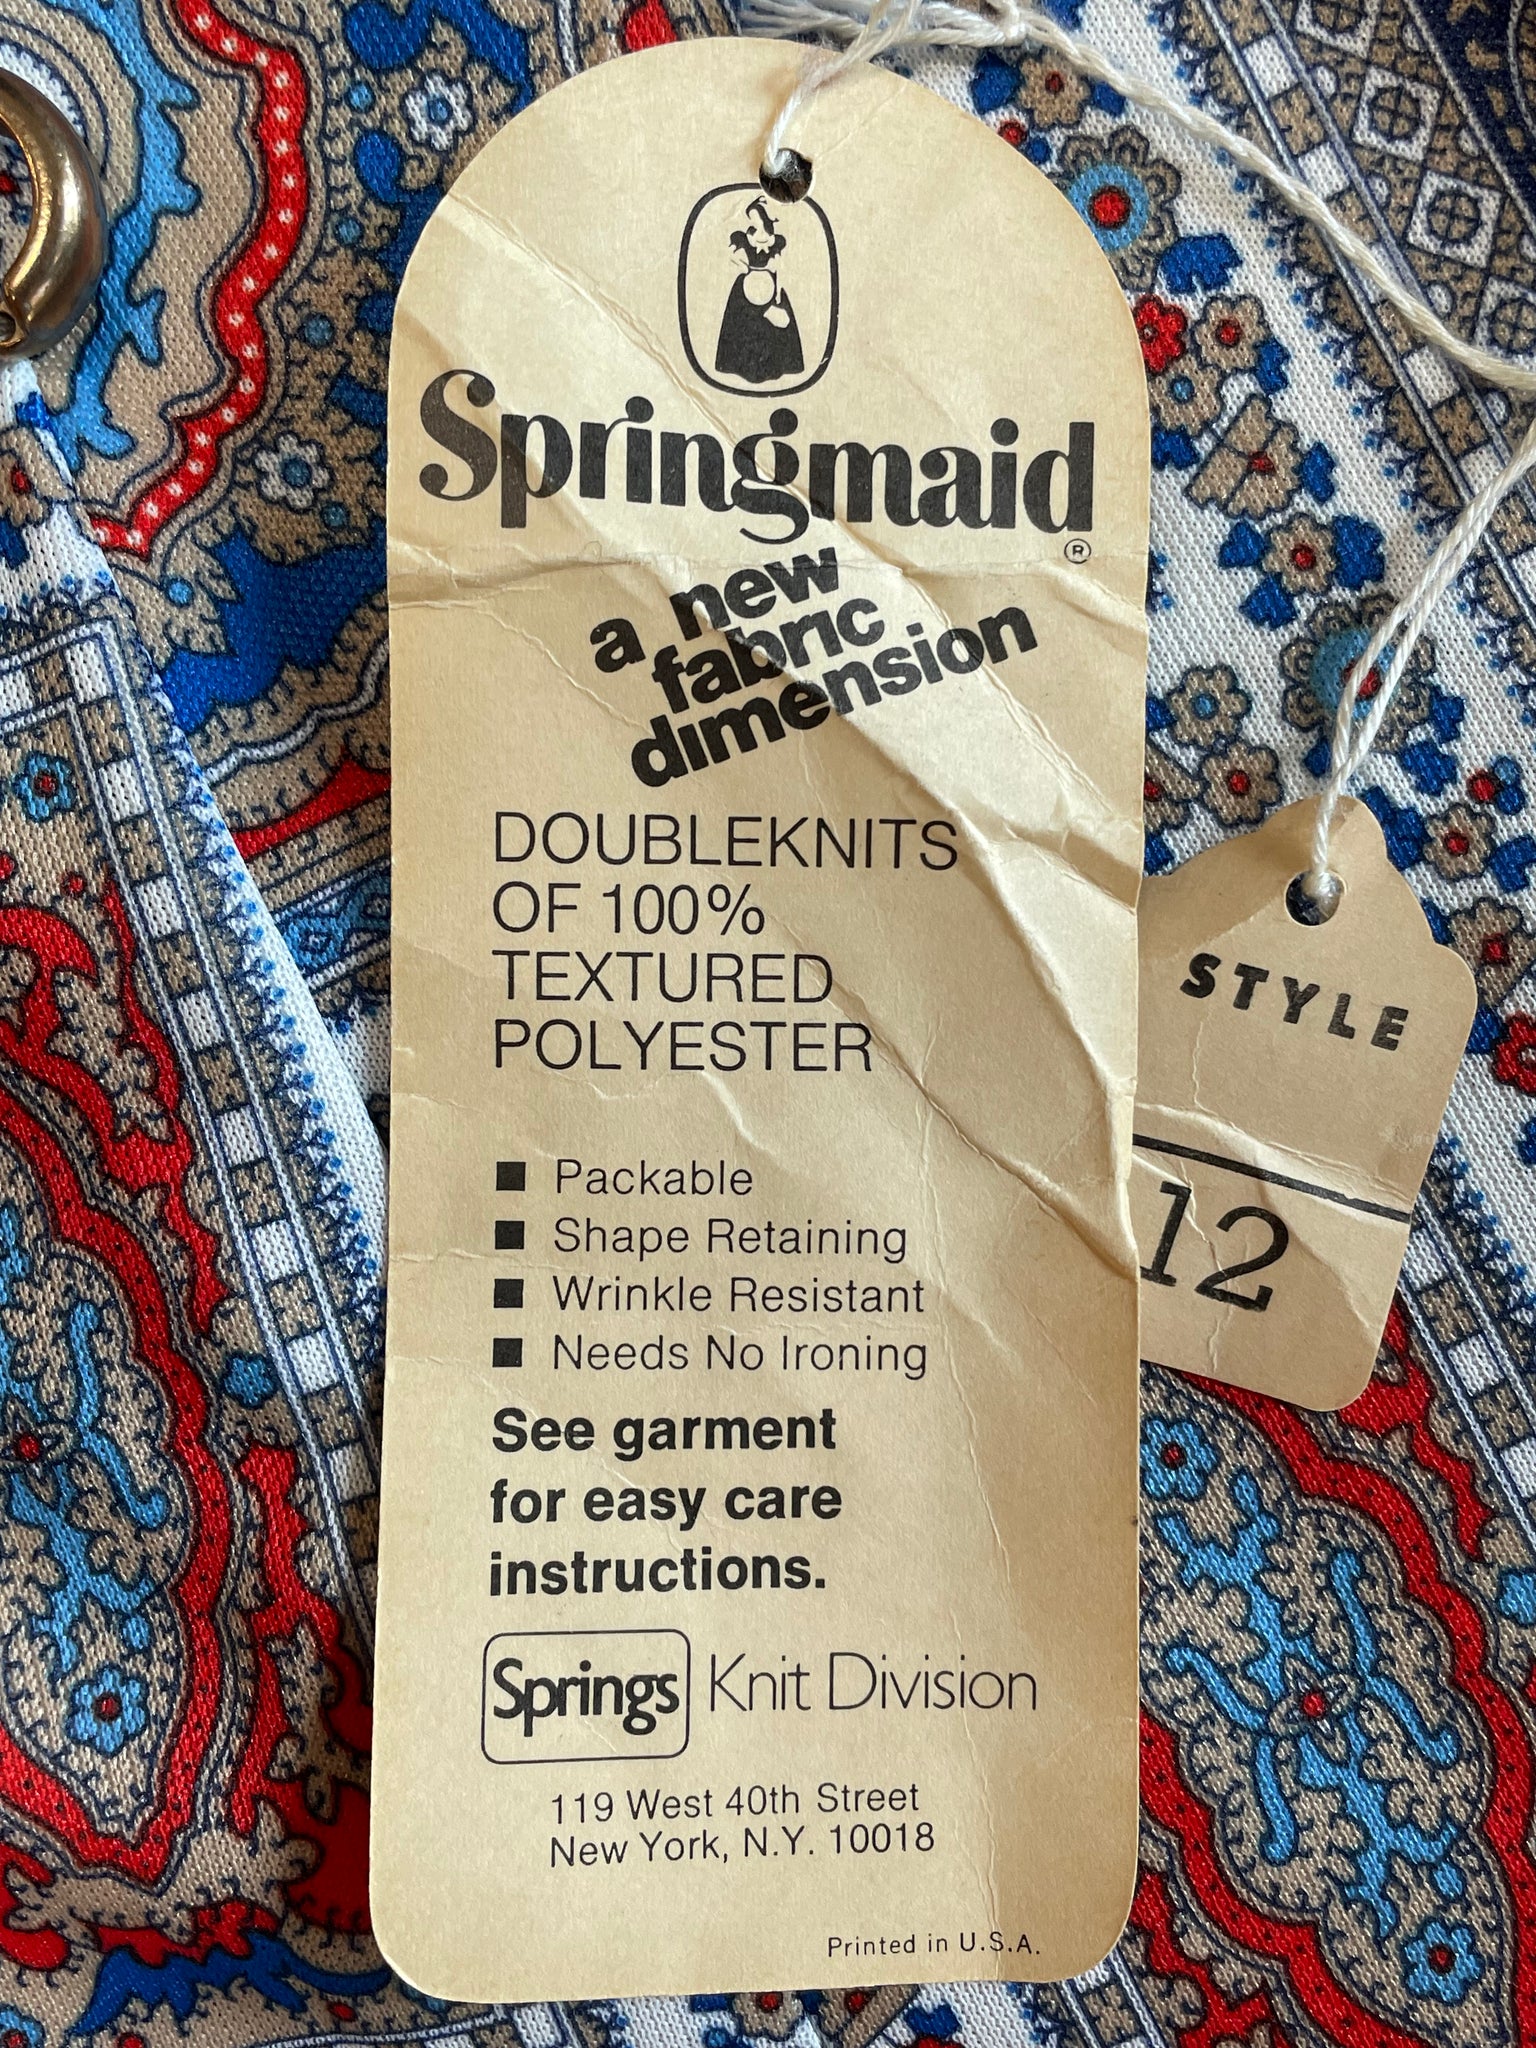 Springmaid
®
a new
fabric
dimension
DOUBLEKNITS
OF 100%
TEXTURED
POLYESTER
■ Packable
■ Shape Retaining
■ Wrinkle Resistant
■ Needs No Ironing
See garment
for easy care
instructions.
Springs Knit Division
119 West 40th Street
New York, N.Y. 10018
Printed in U.S.A.
STYLE
12